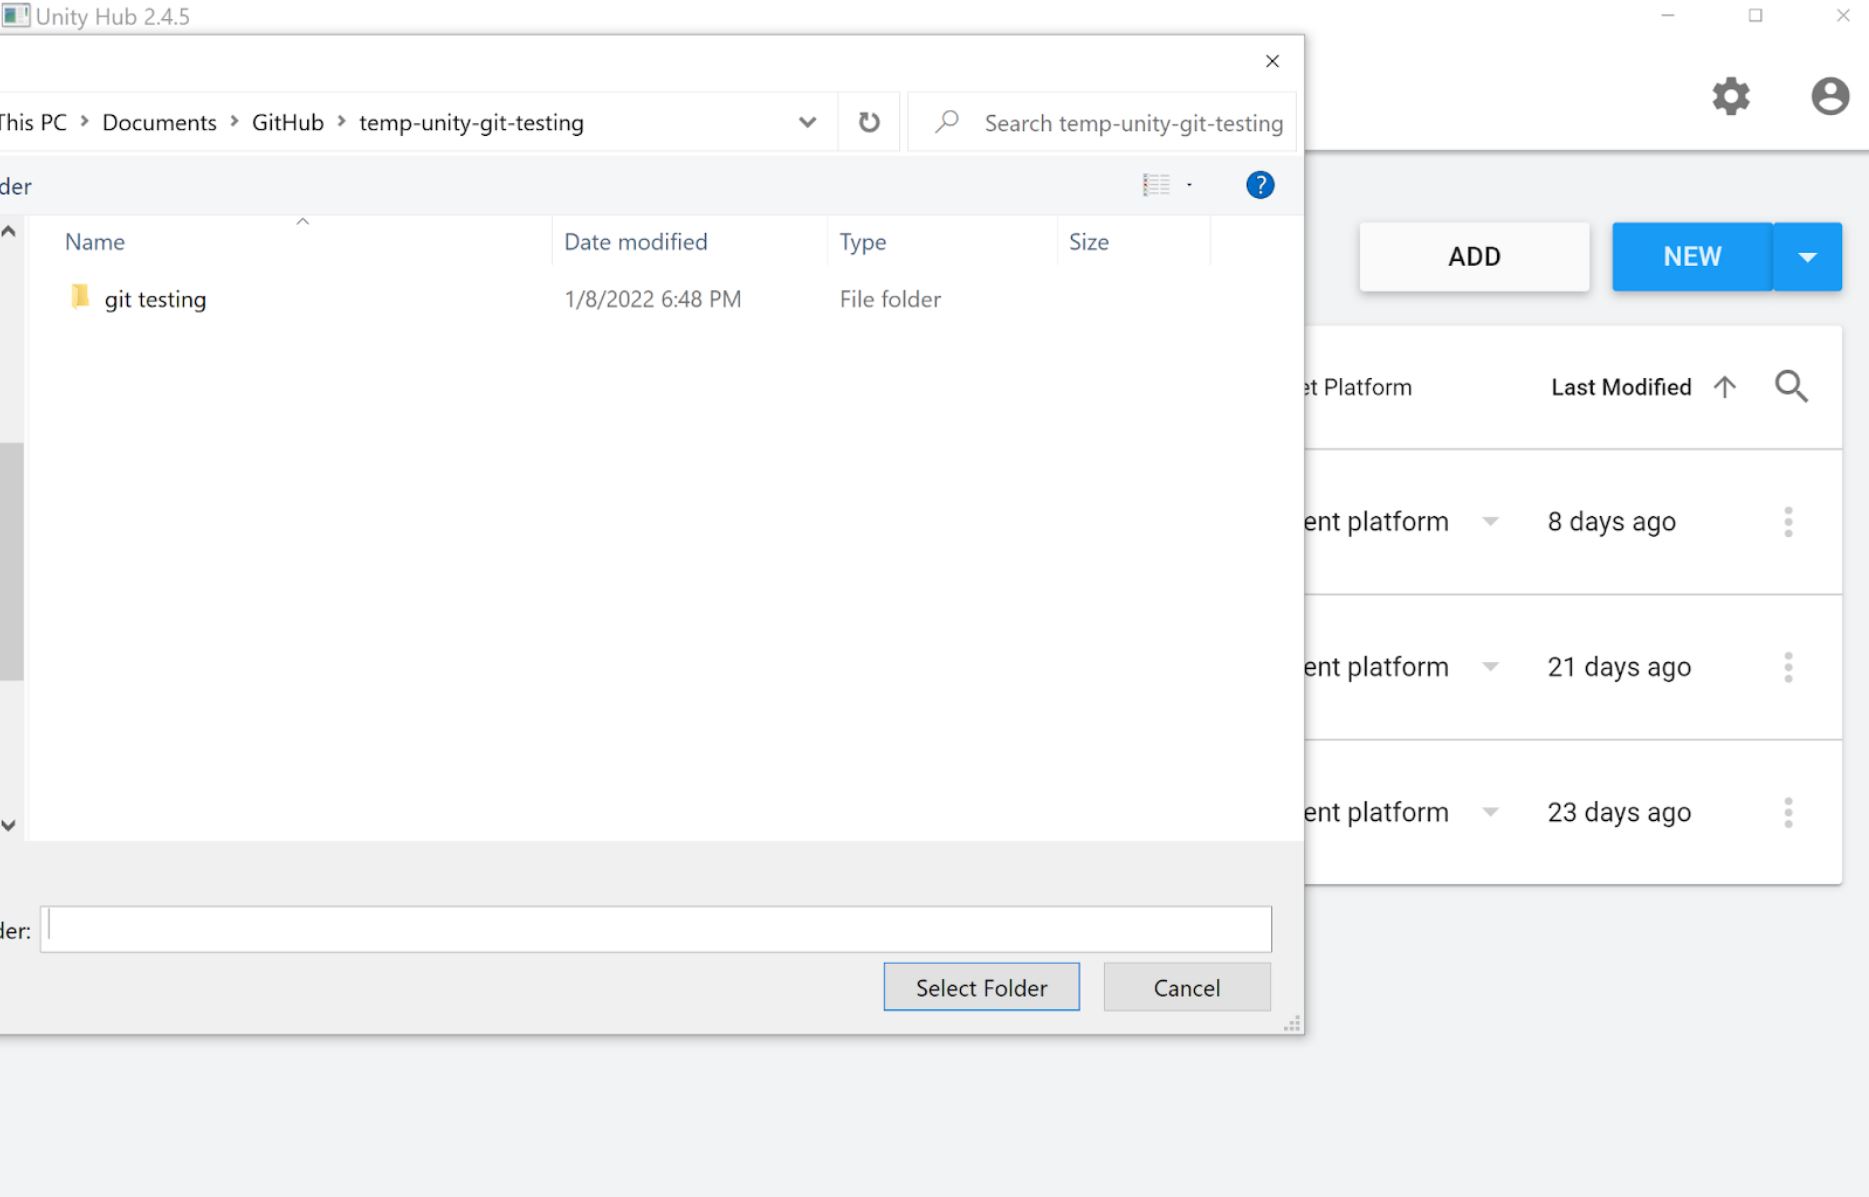 Unity Hub 2.4.5
This PC > Documents > GitHub > temp-unity-git-testing
Search temp-unity-git-testing
der
?
Name Date modified Type Size
git testing 1/8/2022 6:48 PM File folder
ADD NEW
et Platform Last Modified
ent platform 8 days ago
ent platform 21 days ago
ent platform 23 days ago
der:
Select Folder Cancel